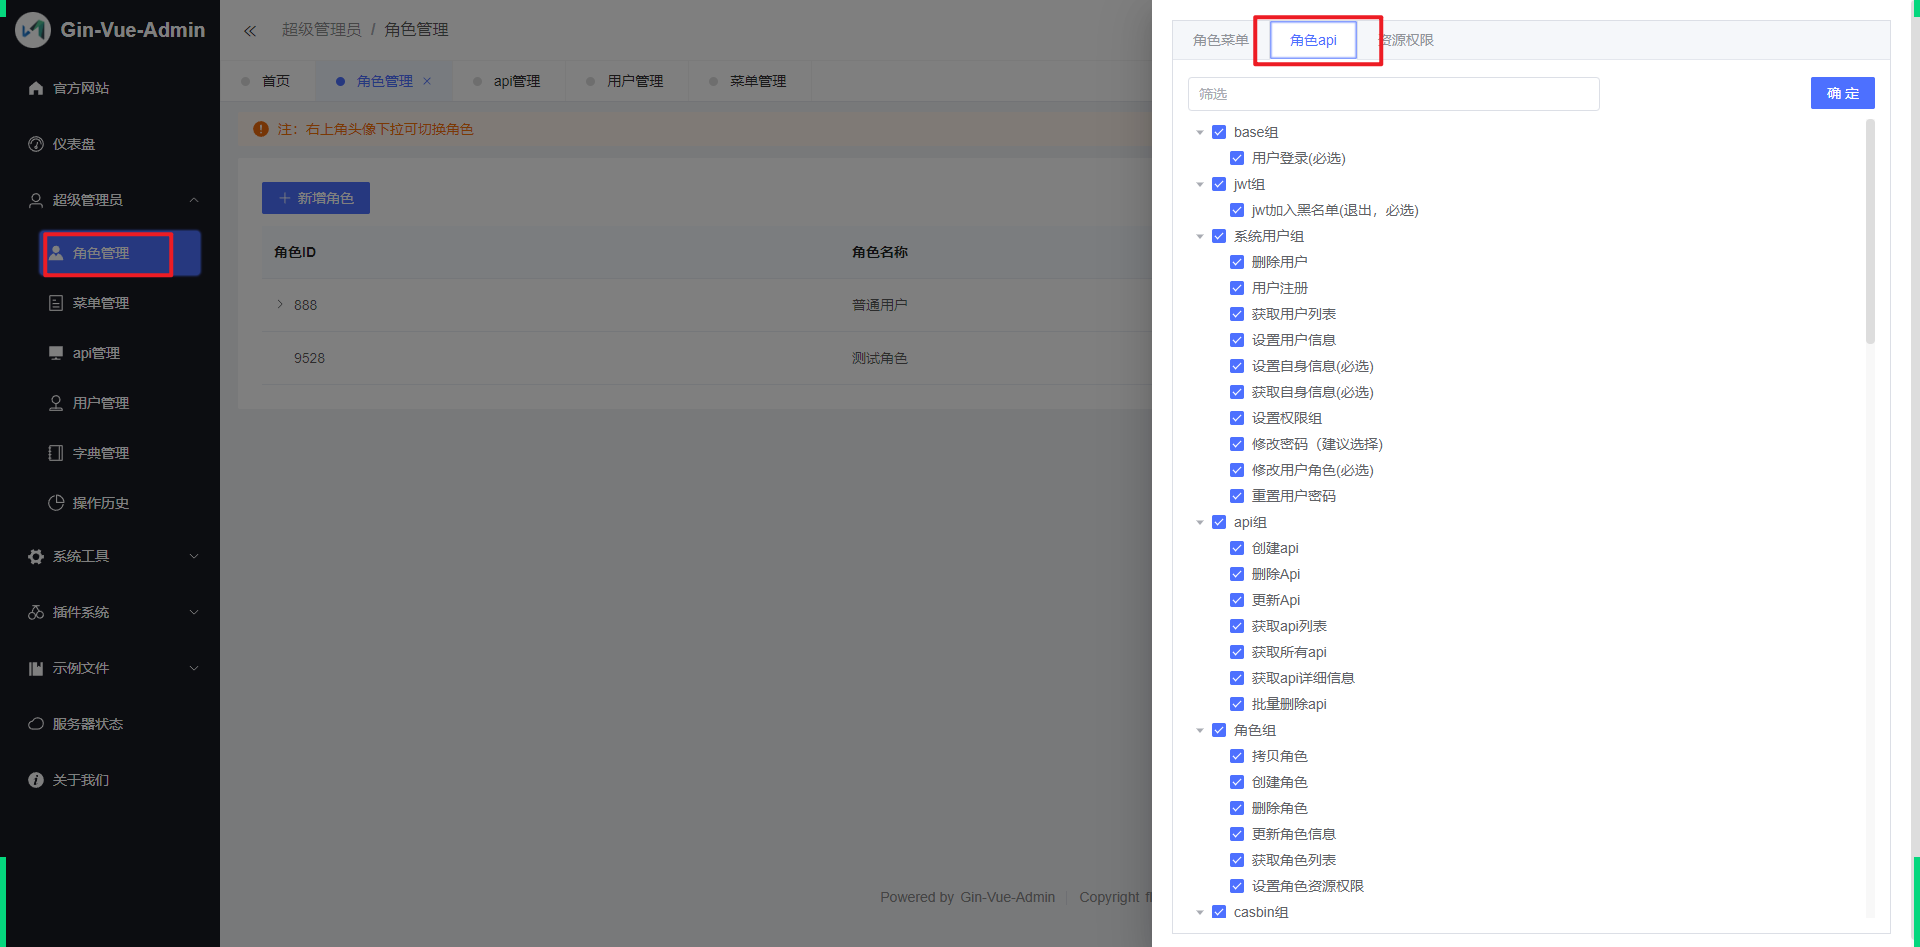 Gin-Vue-Admin
官方网站
仪表盘
超级管理员
角色管理
菜单管理
api管理
用户管理
字典管理
操作历史
系统工具
插件系统
示例文件
服务器状态
关于我们
超级管理员 / 角色管理
首页
角色管理
api管理
用户管理
菜单管理
注：右上角头像下拉可切换角色
新增角色
角色ID 角色名称
888 普通用户
9528 测试角色
Powered by Gin-Vue-Admin Copyright
角色菜单
角色api
资源权限
筛选
确 定
base组
用户登录(必选)
jwt组
jwt加入黑名单(退出，必选)
系统用户组
删除用户
用户注册
获取用户列表
设置用户信息
设置自身信息(必选)
获取自身信息(必选)
设置权限组
修改密码（建议选择)
修改用户角色(必选)
重置用户密码
api组
创建api
删除Api
更新Api
获取api列表
获取所有api
获取api详细信息
批量删除api
角色组
拷贝角色
创建角色
删除角色
更新角色信息
获取角色列表
设置角色资源权限
casbin组